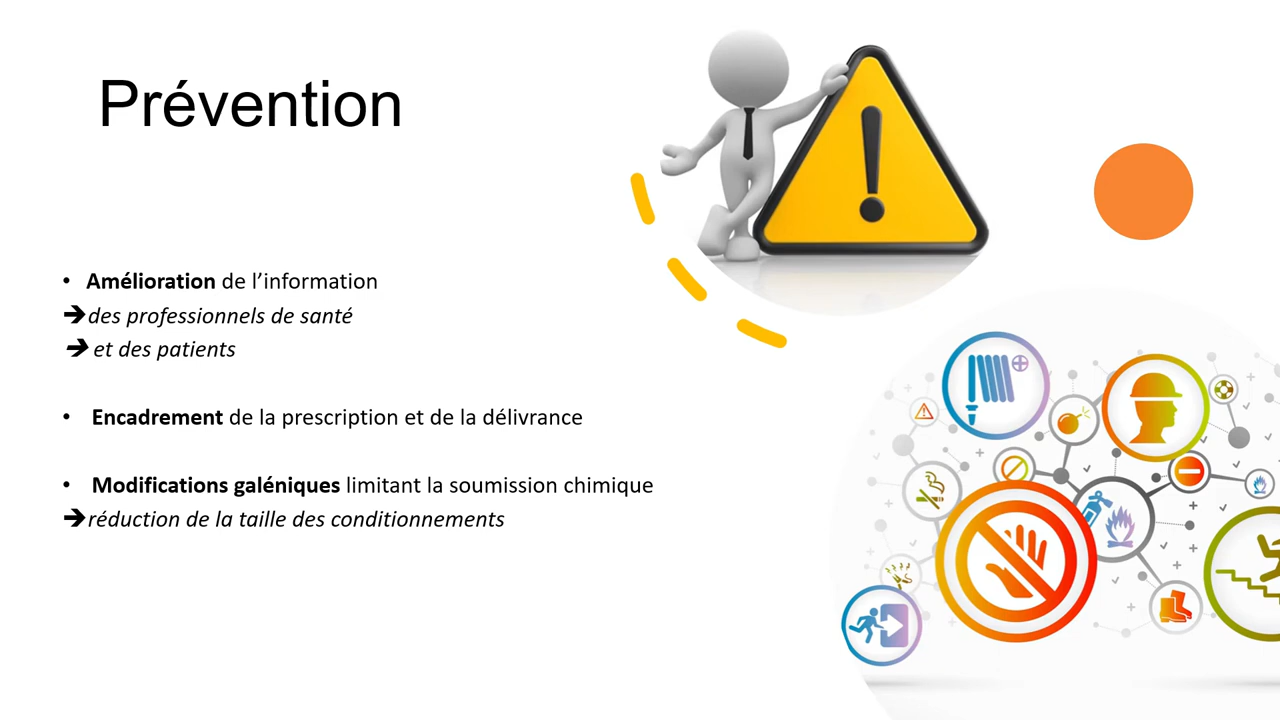 Prévention
• Amélioration de l’information
➔des professionnels de santé
➔ et des patients
• Encadrement de la prescription et de la délivrance
• Modifications galéniques limitant la soumission chimique
➔réduction de la taille des conditionnements